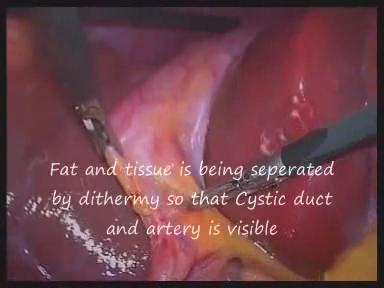 Fat and tissue is being seperated
by dithermy so that Cystic duct
and artery is visible